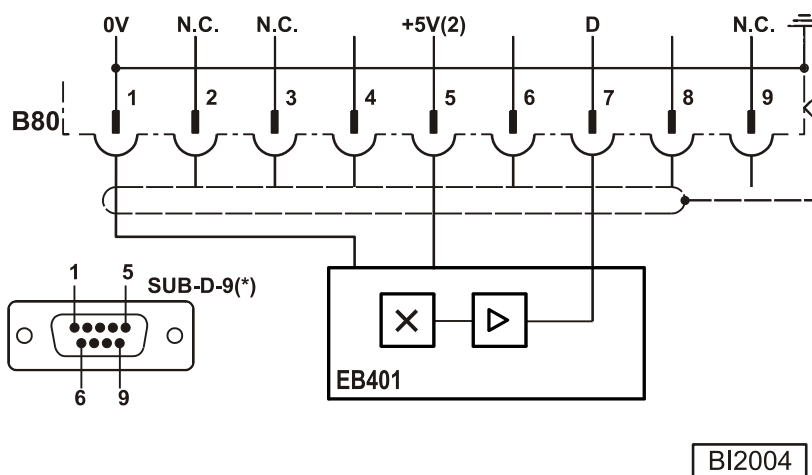 0V N.C. N.C. +5V(2) D N.C.
1 2 3 4 5 6 7 8 9
B80
1 5 SUB-D-9(*)
6 9
EB401
BI2004